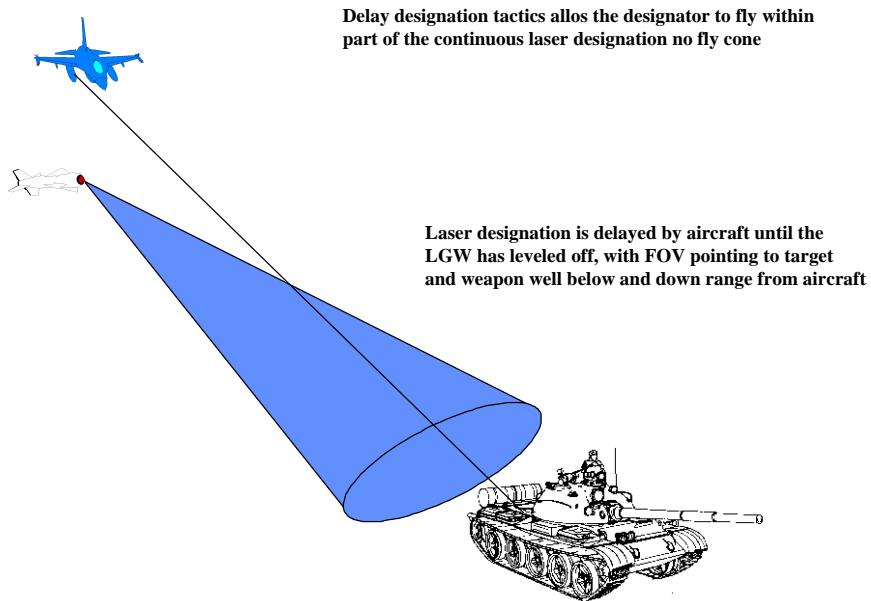 Delay designation tactics allos the designator to fly within
part of the continuous laser designation no fly cone
Laser designation is delayed by aircraft until the
LGW has leveled off, with FOV pointing to target
and weapon well below and down range from aircraft